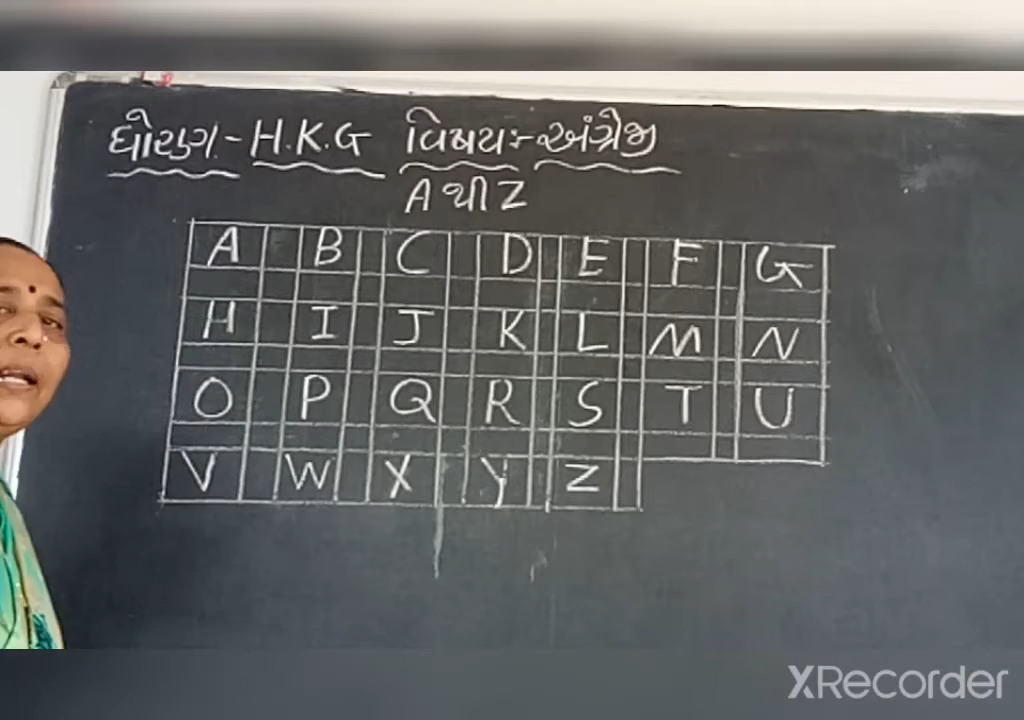 ધોરણ - H.K.G વિષય :- અંગ્રેજી
A થી Z
A B C D E F G
H I J K L M N
O P Q R S T U
V W X Y Z
XRecorder